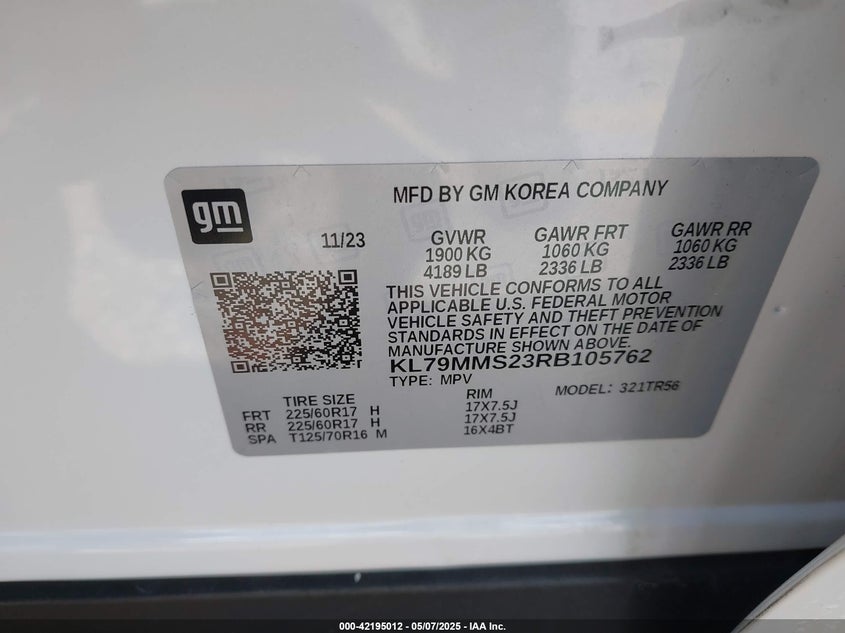 gm
MFD BY GM KOREA COMPANY
11/23
GVWR
1900 KG
4189 LB
GAWR FRT
1060 KG
2336 LB
GAWR RR
1060 KG
2336 LB
THIS VEHICLE CONFORMS TO ALL
APPLICABLE U.S. FEDERAL MOTOR
VEHICLE SAFETY AND THEFT PREVENTION
STANDARDS IN EFFECT ON THE DATE OF
MANUFACTURE SHOWN ABOVE.
KL79MMS23RB105762
TYPE: MPV
MODEL: 321TR56
TIRE SIZE RIM
FRT 225/60R17 H 17X7.5J
RR 225/60R17 H 17X7.5J
SPA T125/70R16 M 16X4BT
000-42195012 - 05/07/2025 - IAA Inc.